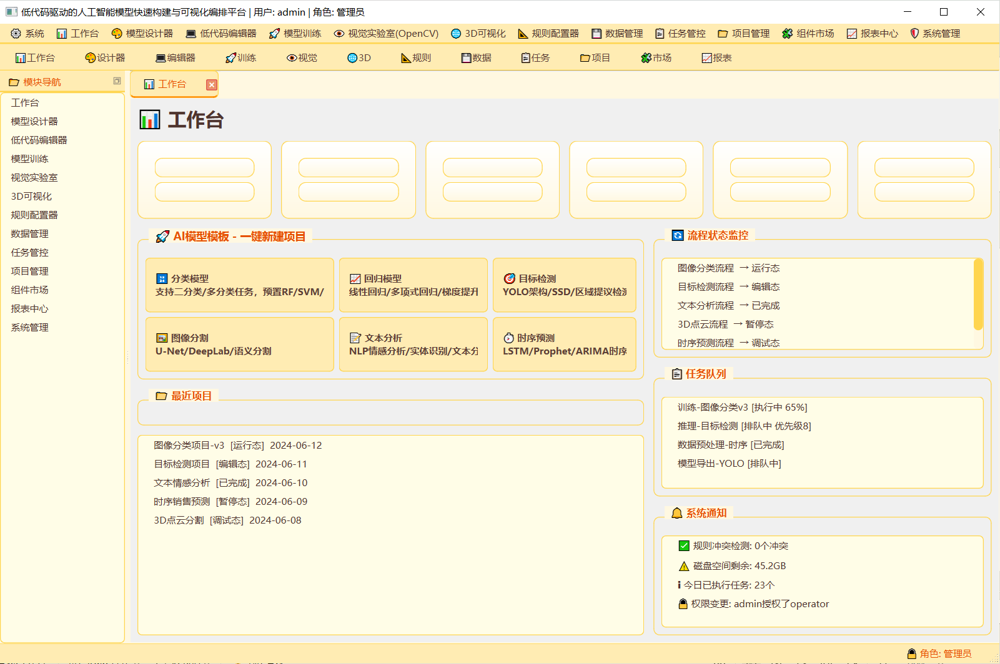 低代码驱动的人工智能模型快速构建与可视化编排平台 | 用户: admin | 角色: 管理员
系统 工作台 模型设计器 低代码编辑器 模型训练 视觉实验室(OpenCV) 3D可视化 规则配置器 数据管理 任务管控 项目管理 组件市场 报表中心 系统管理
工作台 设计器 编辑器 训练 视觉 3D 规则 数据 任务 项目 市场 报表
模块导航
工作台
模型设计器
低代码编辑器
模型训练
视觉实验室
3D可视化
规则配置器
数据管理
任务管控
项目管理
组件市场
报表中心
系统管理
工作台
工作台
AI模型模板 - 一键新建项目
分类模型
支持二分类/多分类任务，预置RF/SVM/
回归模型
线性回归/多项式回归/梯度提升
目标检测
YOLO架构/SSD/区域提议检测
图像分割
U-Net/DeepLab/语义分割
文本分析
NLP情感分析/实体识别/文本分
时序预测
LSTM/Prophet/ARIMA时序
最近项目
图像分类项目-v3 [运行态] 2024-06-12
目标检测项目 [编辑态] 2024-06-11
文本情感分析 [已完成] 2024-06-10
时序销售预测 [暂停态] 2024-06-09
3D点云分割 [调试态] 2024-06-08
流程状态监控
图像分类流程 → 运行态
目标检测流程 → 编辑态
文本分析流程 → 已完成
3D点云流程 → 暂停态
时序预测流程 → 调试态
任务队列
训练-图像分类v3 [执行中 65%]
推理-目标检测 [排队中 优先级8]
数据预处理-时序 [已完成]
模型导出-YOLO [排队中]
系统通知
规则冲突检测: 0个冲突
磁盘空间剩余: 45.2GB
今日已执行任务: 23个
权限变更: admin授权了operator
角色: 管理员